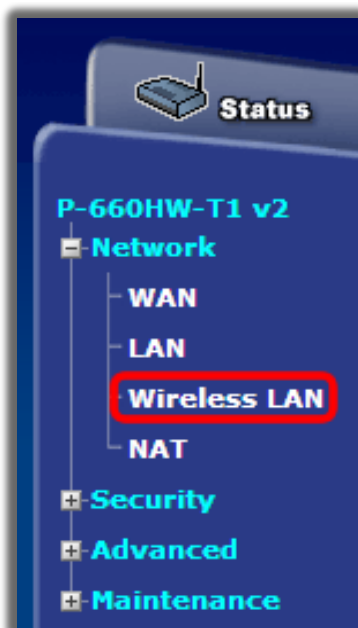 Status
P-660HW-T1 v2
Network
WAN
LAN
Wireless LAN
NAT
Security
Advanced
Maintenance